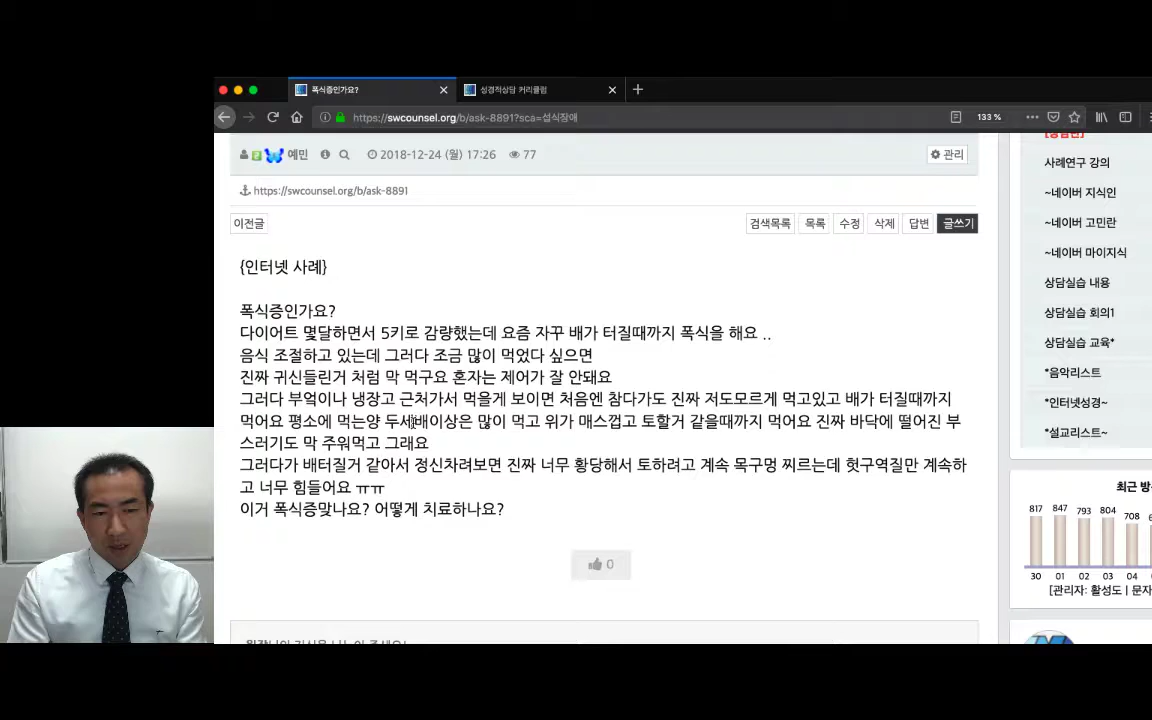 폭식증인가요?
성경적상담 커리큘럼
https://swcounsel.org/b/ask-8891?sca=섭식장애
133 %
예민
2018-12-24 (월) 17:26
77
관리
https://swcounsel.org/b/ask-8891
이전글
검색목록
목록
수정
삭제
답변
글쓰기
{인터넷 사례}
폭식증인가요?
다이어트 몇달하면서 5키로 감량했는데 요즘 자꾸 배가 터질때까지 폭식을 해요 ..
음식 조절하고 있는데 그러다 조금 많이 먹었다 싶으면
진짜 귀신들린거 처럼 막 먹구요 혼자는 제어가 잘 안돼요
그러다 부엌이나 냉장고 근처가서 먹을게 보이면 처음엔 참다가도 진짜 저도모르게 먹고있고 배가 터질때까지
먹어요 평소에 먹는양 두세배이상은 많이 먹고 위가 매스껍고 토할거 같을때까지 먹어요 진짜 바닥에 떨어진 부
스러기도 막 주워먹고 그래요
그러다가 배터질거 같아서 정신차려보면 진짜 너무 황당해서 토하려고 계속 목구멍 찌르는데 헛구역질만 계속하
고 너무 힘들어요 ㅠㅠ
이거 폭식증맞나요? 어떻게 치료하나요?
0
사례연구 강의
~네이버 지식인
~네이버 고민란
~네이버 마이지식
상담실습 내용
상담실습 회의1
상담실습 교육*
*음악리스트
*인터넷성경~
*설교리스트~
최근 방
817 847 793 804 708
30 01 02 03 04
[관리자: 활성도 | 문자